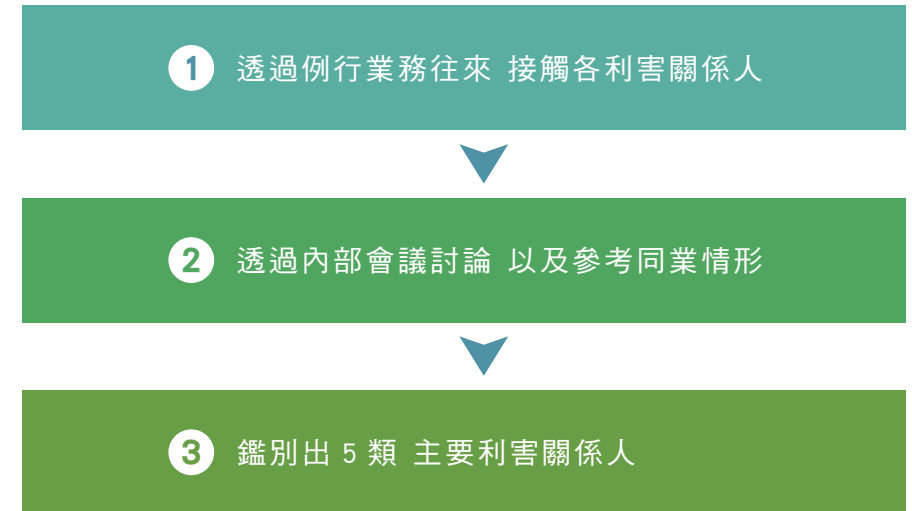 1 透過例行業務往來 接觸各利害關係人
2 透過內部會議討論 以及參考同業情形
3 鑑別出 5 類 主要利害關係人